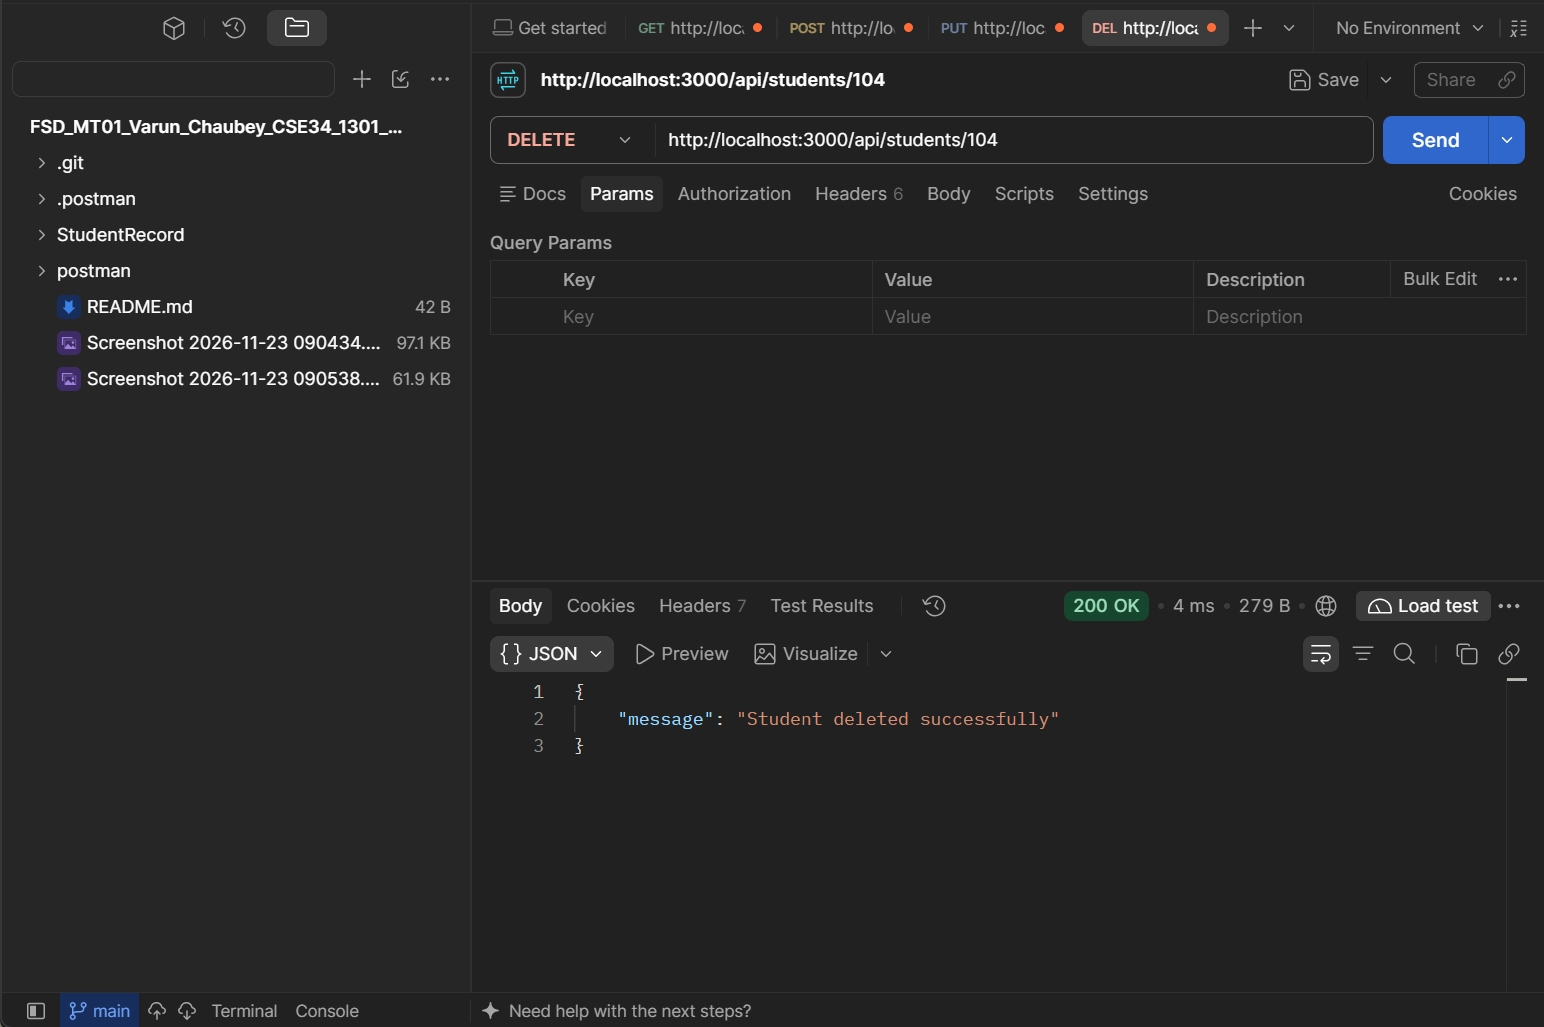 Get started
GET http://loc
POST http://lo
PUT http://loc
DEL http://loca
No Environment
FSD_MT01_Varun_Chaubey_CSE34_1301_...
.git
.postman
StudentRecord
postman
README.md 42 B
Screenshot 2026-11-23 090434.... 97.1 KB
Screenshot 2026-11-23 090538.... 61.9 KB
HTTP http://localhost:3000/api/students/104
Save
Share
DELETE http://localhost:3000/api/students/104
Send
Docs Params Authorization Headers 6 Body Scripts Settings Cookies
Query Params
Key Value Description Bulk Edit
Key Value Description
Body Cookies Headers 7 Test Results
200 OK • 4 ms • 279 B •
Load test
{} JSON Preview Visualize
1 {
2 "message": "Student deleted successfully"
3 }
main Terminal Console
Need help with the next steps?